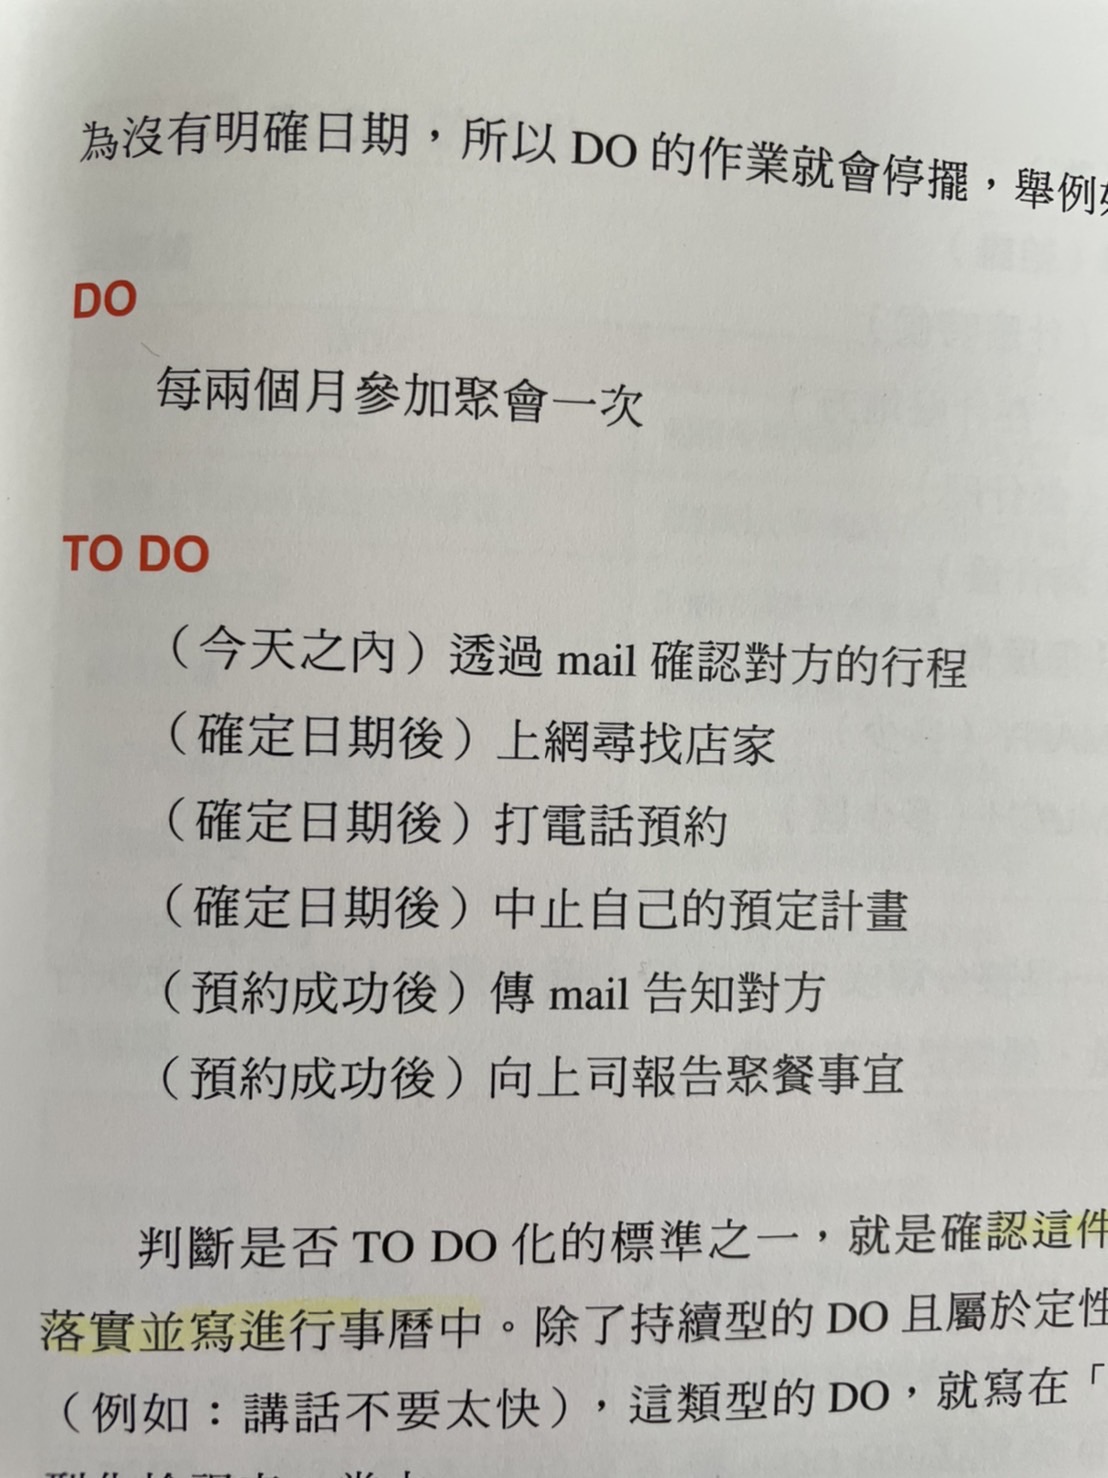 為沒有明確日期，所以 DO 的作業就會停擺，舉例
DO
每兩個月參加聚會一次
TO DO
（今天之內）透過 mail 確認對方的行程
（確定日期後）上網尋找店家
（確定日期後）打電話預約
（確定日期後）中止自己的預定計畫
（預約成功後）傳 mail 告知對方
（預約成功後）向上司報告聚餐事宜
判斷是否 TO DO 化的標準之一，就是確認這件
落實並寫進行事曆中。除了持續型的 DO 且屬於定性
（例如：講話不要太快），這類型的 DO，就寫在「